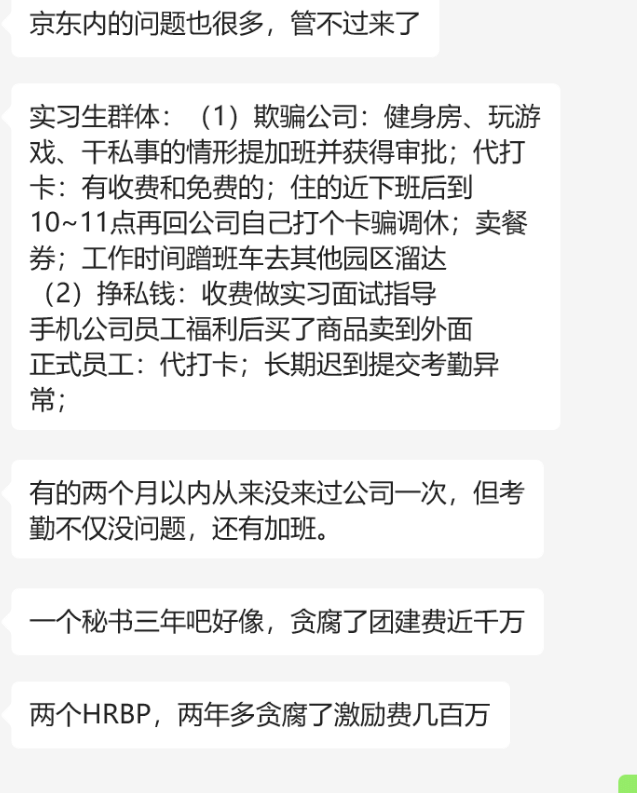 京东内的问题也很多，管不过来了
实习生群体：（1）欺骗公司：健身房、玩游
戏、干私事的情形提加班并获得审批；代打
卡：有收费和免费的；住的近下班后到
10~11点再回公司自己打个卡骗调休；卖餐
券；工作时间蹭班车去其他园区溜达
（2）挣私钱：收费做实习面试指导
手机公司员工福利后买了商品卖到外面
正式员工：代打卡；长期迟到提交考勤异
常；
有的两个月以内从来没来过公司一次，但考
勤不仅没问题，还有加班。
一个秘书三年吧好像，贪腐了团建费近千万
两个HRBP，两年多贪腐了激励费几百万